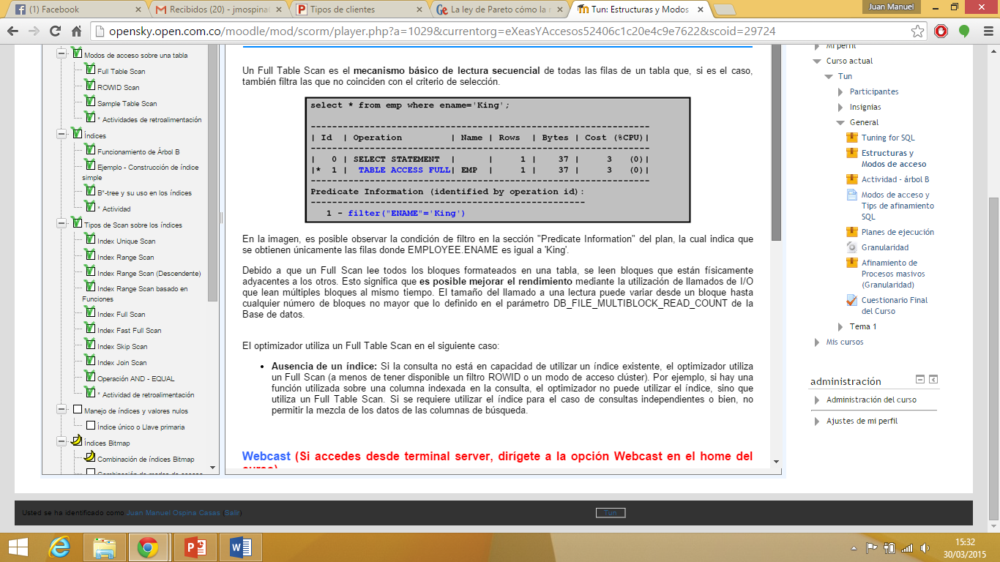 (1) Facebook
Recibidos (20) - jmospina
Tipos de clientes
La ley de Pareto cómo la r
Tun: Estructuras y Modos
Juan Manuel
opensky.open.com.co/moodle/mod/scorm/player.php?a=1029&currentorg=eXeasYAccesos52406c1c20e4c9e7622&scoid=29724
Modos de acceso sobre una tabla
Full Table Scan
ROWID Scan
Sample Table Scan
* Actividades de retroalimentación
Índices
Funcionamiento de Árbol B
Ejemplo - Construcción de índice
simple
B*-tree y su uso en los índices
* Actividad
Tipos de Scan sobre los índices
Index Unique Scan
Index Range Scan
Index Range Scan (Descendente)
Index Range Scan basado en
Funciones
Index Full Scan
Index Fast Full Scan
Index Skip Scan
Index Join Scan
Operación AND - EQUAL
* Actividad de retroalimentación
Manejo de índices y valores nulos
Índice único o Llave primaria
Índices Bitmap
Combinación de índices Bitmap
Combinación de modos de acceso
Un Full Table Scan es el mecanismo básico de lectura secuencial de todas las filas de una tabla que, si es el caso,
también filtra las que no coinciden con el criterio de selección.
select * from emp where ename='King';
---------------------------------------------------------------
| Id | Operation | Name | Rows | Bytes | Cost (%CPU)|
---------------------------------------------------------------
| 0 | SELECT STATEMENT | | 1 | 37 | 3 (0)|
|* 1 | TABLE ACCESS FULL| EMP | 1 | 37 | 3 (0)|
---------------------------------------------------------------
Predicate Information (identified by operation id):
---------------------------------------------------
1 - filter("ENAME"='King')
En la imagen, es posible observar la condición de filtro en la sección "Predicate Information" del plan, la cual indica que
se obtienen únicamente las filas donde EMPLOYEE.ENAME es igual a 'King'.
Debido a que un Full Scan lee todos los bloques formateados en una tabla, se leen bloques que están físicamente
adyacentes a los otros. Esto significa que es posible mejorar el rendimiento mediante la utilización de llamados de I/O
que lean múltiples bloques al mismo tiempo. El tamaño del llamado a una lectura puede variar desde un bloque hasta
cualquier número de bloques no mayor que lo definido en el parámetro DB_FILE_MULTIBLOCK_READ_COUNT de la
Base de datos.
El optimizador utiliza un Full Table Scan en el siguiente caso:
• Ausencia de un índice: Si la consulta no está en capacidad de utilizar un índice existente, el optimizador utiliza
un Full Scan (a menos de tener disponible un filtro ROWID o un modo de acceso clúster). Por ejemplo, si hay una
función utilizada sobre una columna indexada en la consulta, el optimizador no puede utilizar el índice, sino que
utiliza un Full Table Scan. Si se requiere utilizar el índice para el caso de consultas independientes o bien, no
permitir la mezcla de los datos de las columnas de búsqueda.
Webcast (Si accedes desde terminal server, dirígete a la opción Webcast en el home del
curso)
Mi perfil
Curso actual
Tun
Participantes
Insignias
General
Tuning for SQL
Estructuras y
Modos de acceso
Actividad - árbol B
Modos de acceso y
Tips de afinamiento
SQL
Planes de ejecución
Granularidad
Afinamiento de
Procesos masivos
(Granularidad)
Cuestionario Final
del Curso
Tema 1
Mis cursos
administración
Administración del curso
Ajustes de mi perfil
Usted se ha identificado como Juan Manuel Ospina Casas (Salir)
Tun
15:32
30/03/2015